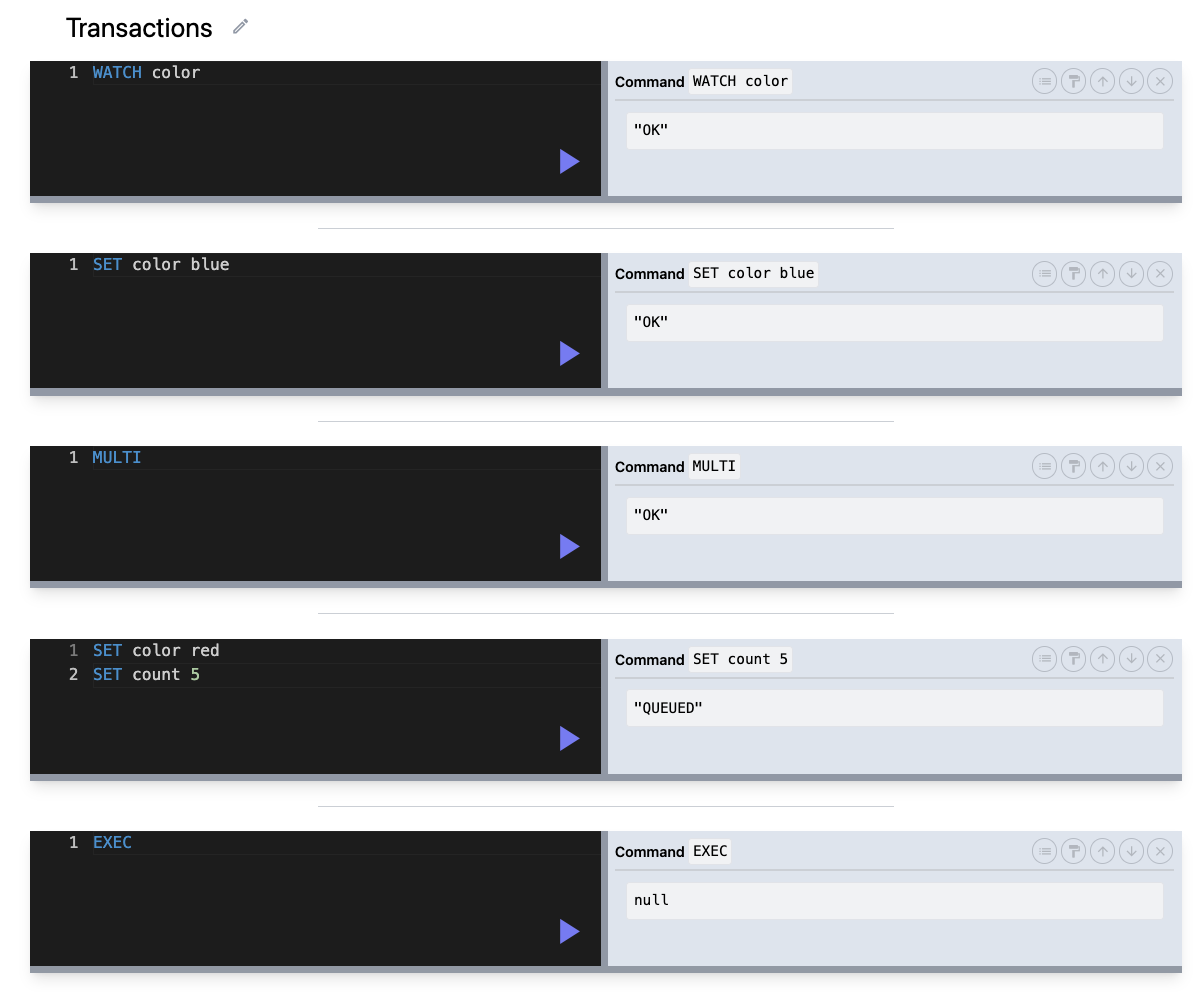 Transactions
1 WATCH color
Command WATCH color
"OK"
1 SET color blue
Command SET color blue
"OK"
1 MULTI
Command MULTI
"OK"
1 SET color red
2 SET count 5
Command SET count 5
"QUEUED"
1 EXEC
Command EXEC
null